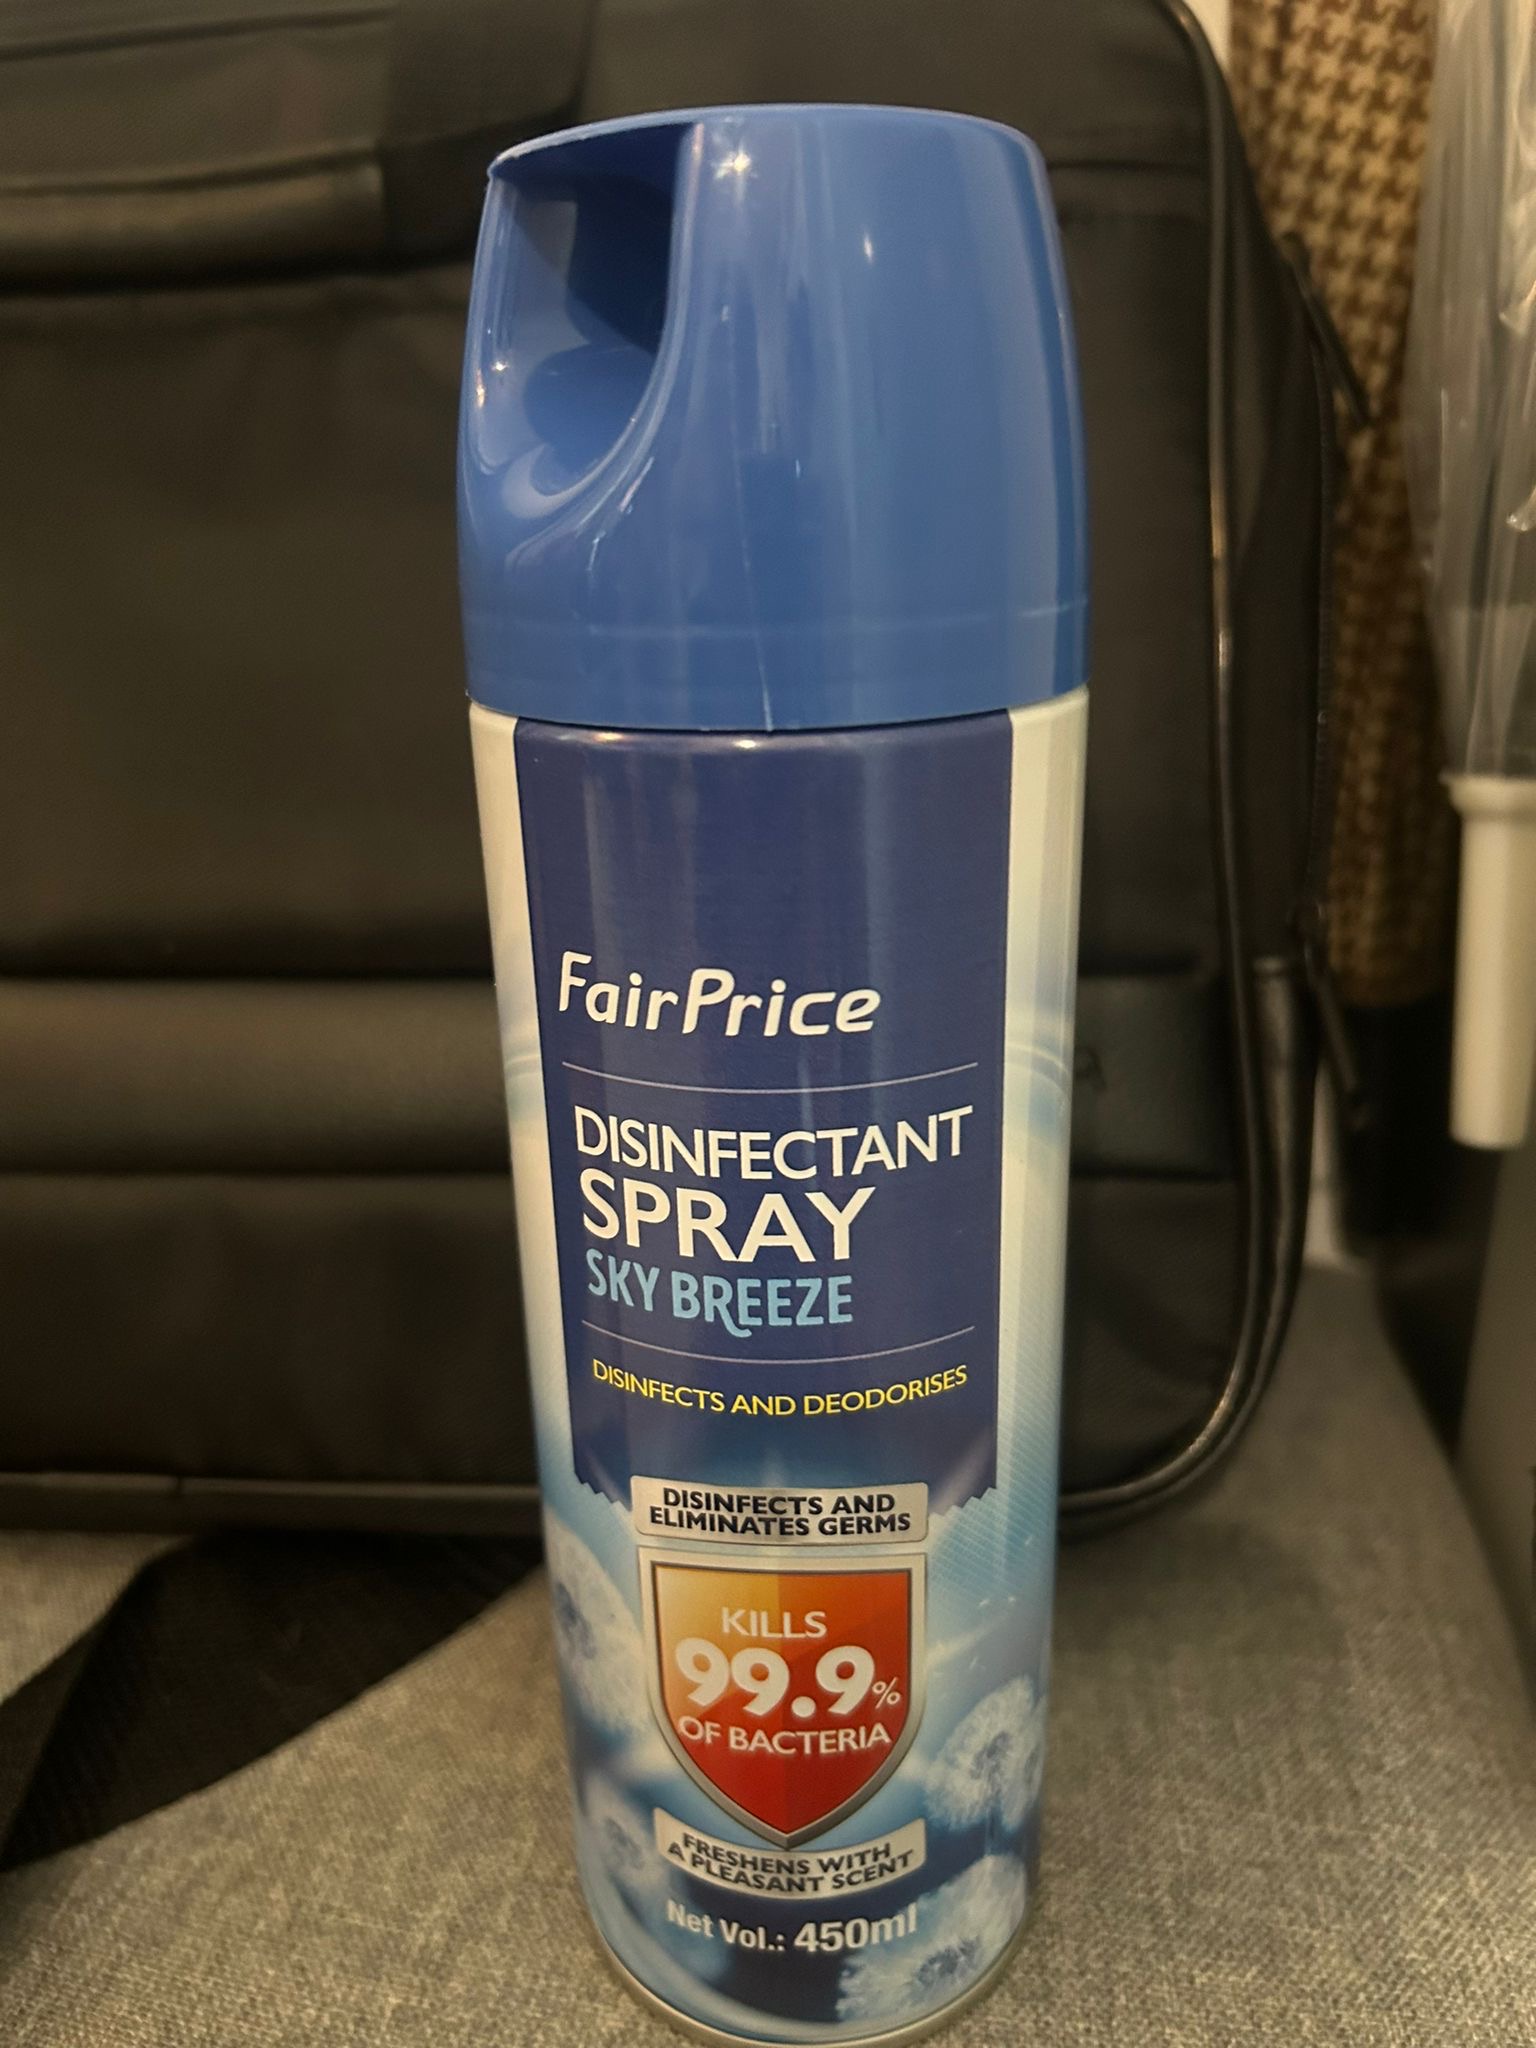 FairPrice
DISINFECTANT
SPRAY
SKY BREEZE
DISINFECTS AND DEODORISES
DISINFECTS AND
ELIMINATES GERMS
KILLS
99.9%
OF BACTERIA
FRESHENS WITH
A PLEASANT SCENT
Net Vol.: 450ml